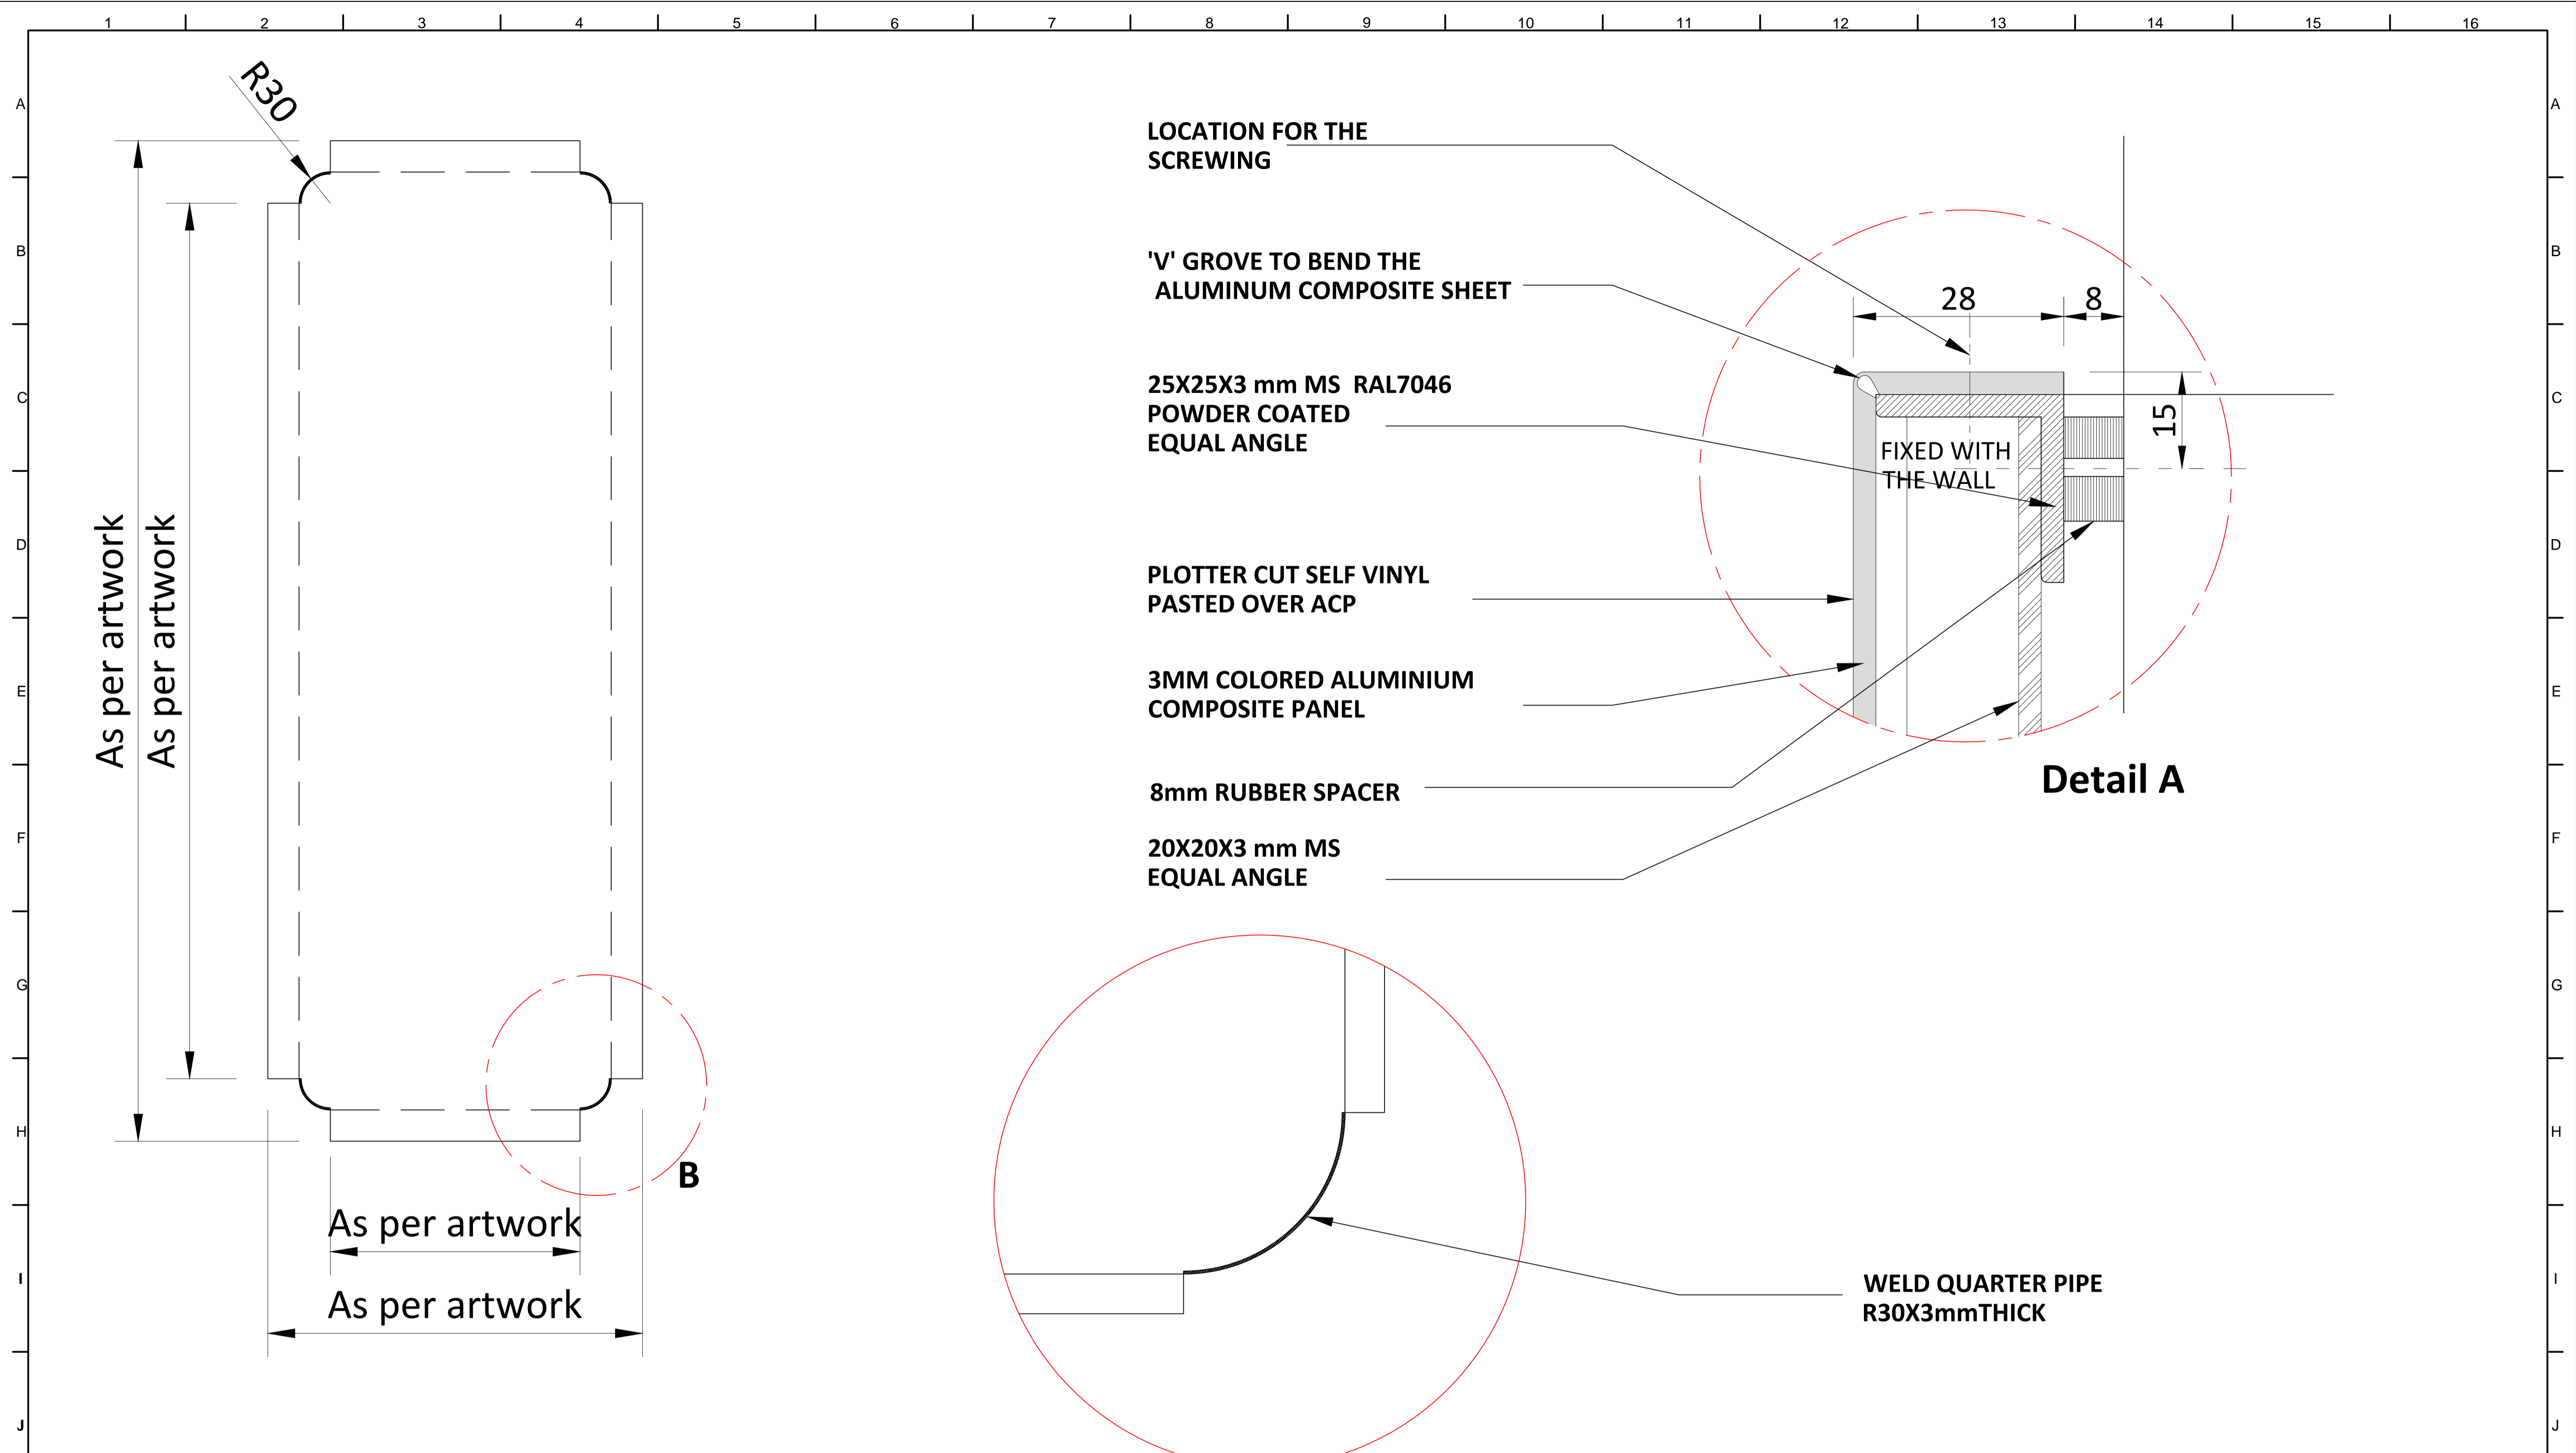 1 2 3 4 5 6 7 8 9 10 11 12 13 14 15 16
A
B
C
D
E
F
G
H
I
J
R30
As per artwork
As per artwork
As per artwork
As per artwork
B
LOCATION FOR THE
SCREWING
'V' GROVE TO BEND THE
ALUMINUM COMPOSITE SHEET
25X25X3 mm MS RAL7046
POWDER COATED
EQUAL ANGLE
PLOTTER CUT SELF VINYL
PASTED OVER ACP
3MM COLORED ALUMINIUM
COMPOSITE PANEL
8mm RUBBER SPACER
20X20X3 mm MS
EQUAL ANGLE
28
8
15
FIXED WITH
THE WALL
Detail A
WELD QUARTER PIPE
R30X3mmTHICK
A
B
C
D
E
F
G
H
I
J